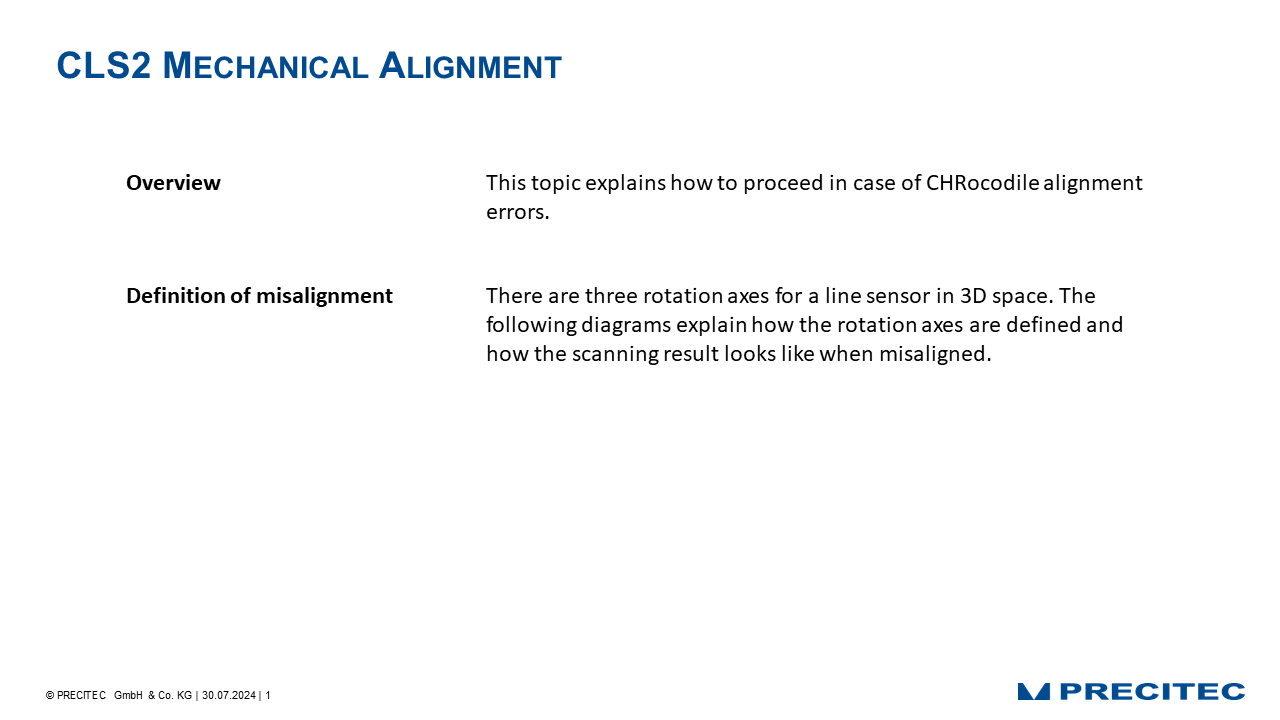 CLS2 MECHANICAL ALIGNMENT
Overview
This topic explains how to proceed in case of CHRocodile alignment
errors.
Definition of misalignment
There are three rotation axes for a line sensor in 3D space. The
following diagrams explain how the rotation axes are defined and
how the scanning result looks like when misaligned.
© PRECITEC GmbH & Co. KG | 30.07.2024 | 1
PRECITEC